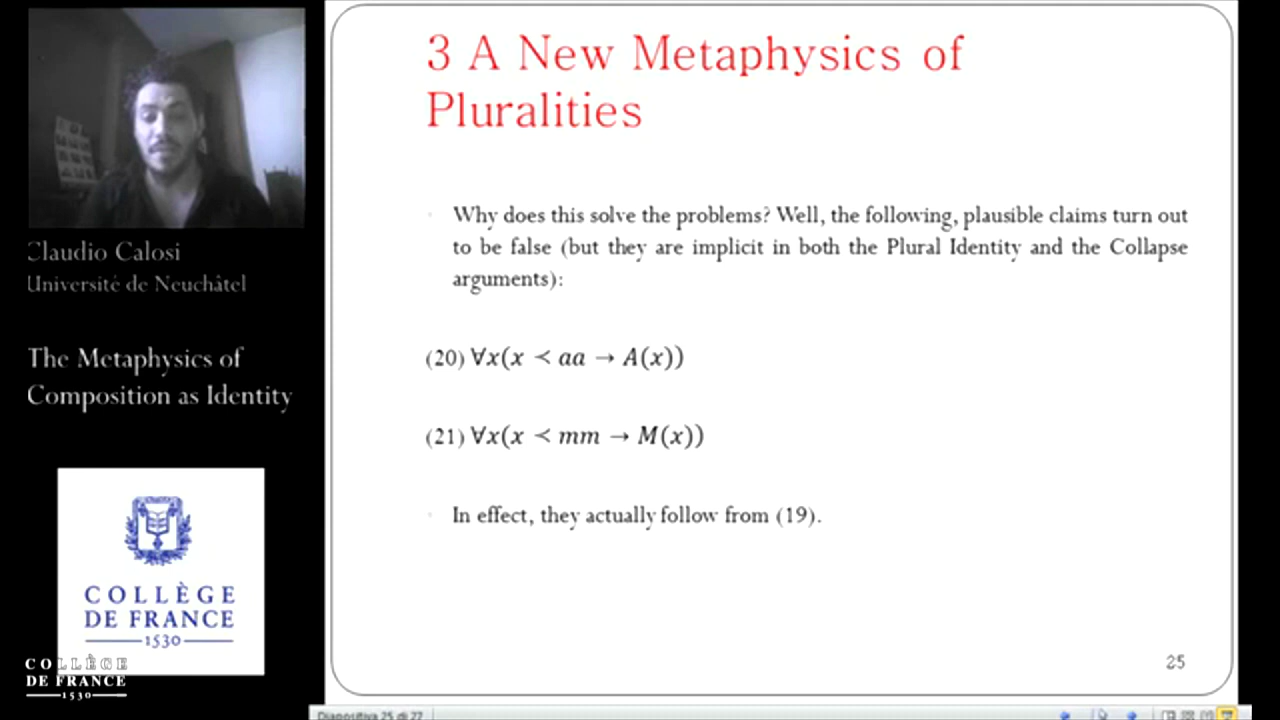 3 A New Metaphysics of
Pluralities
Why does this solve the problems? Well, the following, plausible claims turn out
to be false (but they are implicit in both the Plural Identity and the Collapse
arguments):
(20) ∀x(x ≺ aa → A(x))
(21) ∀x(x ≺ mm → M(x))
In effect, they actually follow from (19).
25
Claudio Calosi
Université de Neuchâtel
The Metaphysics of
Composition as Identity
COLLÈGE
DE FRANCE
1530
COLLÈGE
DE FRANCE
1530
Diapositiva 25 di 27